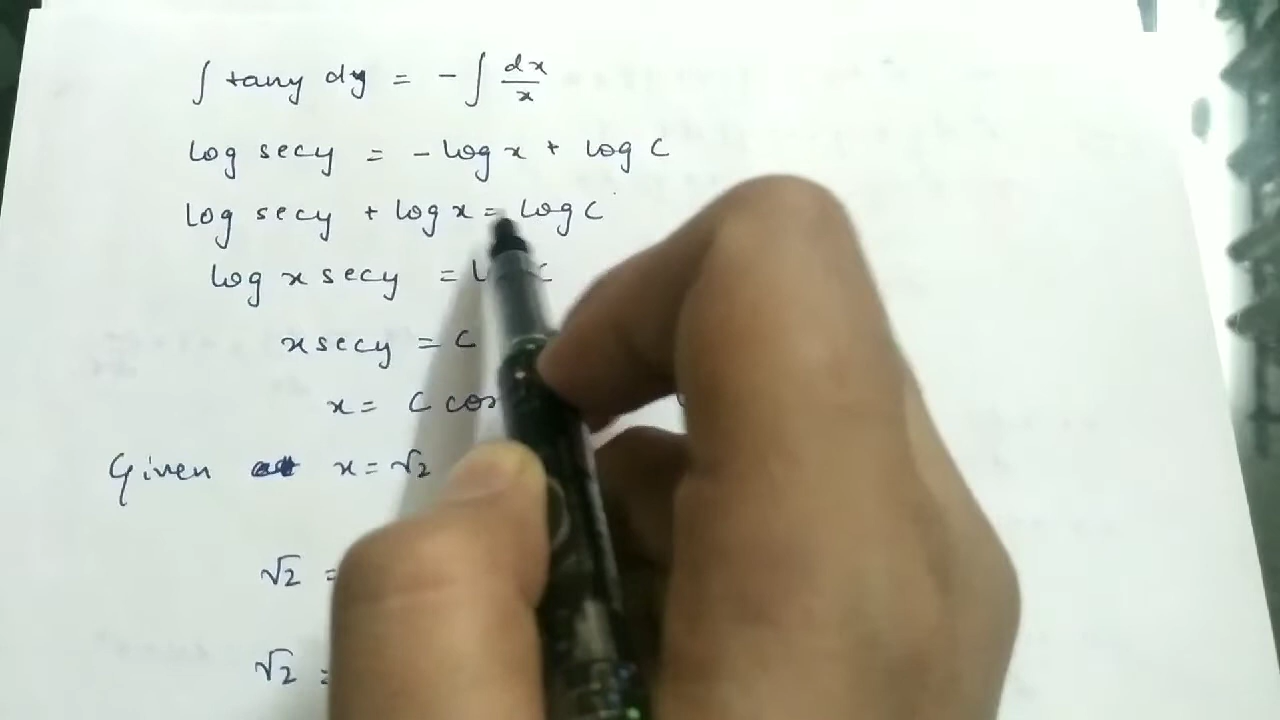 ∫ tany dy = - ∫ dx/x
log secy = - log x + log C
log secy + log x = log C
log x secy = C
x secy = C
x = C cos
Given x = √2
√2 =
√2 =